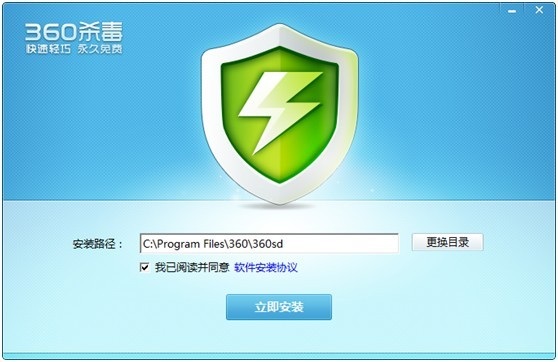 360杀毒
快速轻巧 永久免费
安装路径： C:\Program Files\360\360sd 更换目录
我已阅读并同意 软件安装协议
立即安装